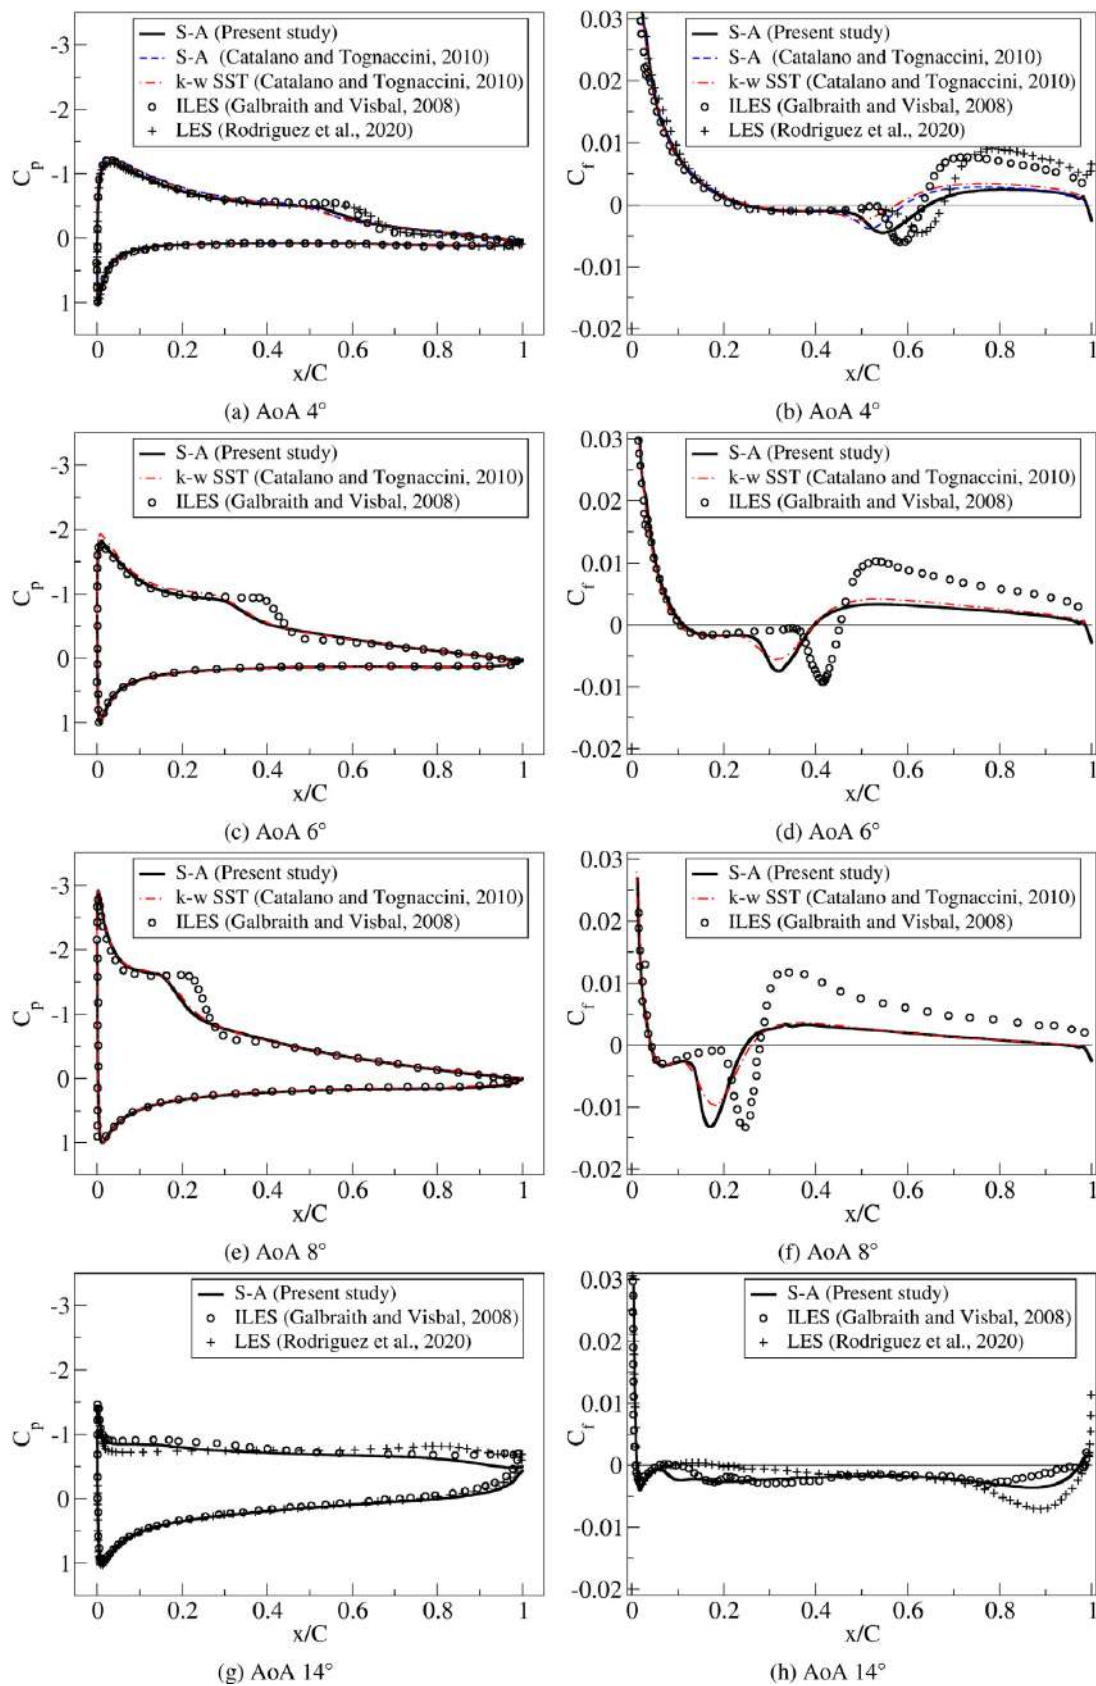 S-A (Present study)
S-A (Catalano and Tognaccini, 2010)
k-w SST (Catalano and Tognaccini, 2010)
ILES (Galbraith and Visbal, 2008)
LES (Rodriguez et al., 2020)
-3
-2
-1
0
1
Cp
0 0.2 0.4 0.6 0.8 1
x/C
(a) AoA 4°
S-A (Present study)
S-A (Catalano and Tognaccini, 2010)
k-w SST (Catalano and Tognaccini, 2010)
ILES (Galbraith and Visbal, 2008)
LES (Rodriguez et al., 2020)
0.03
0.02
0.01
0
-0.01
-0.02
Cf
0 0.2 0.4 0.6 0.8 1
x/C
(b) AoA 4°
S-A (Present study)
k-w SST (Catalano and Tognaccini, 2010)
ILES (Galbraith and Visbal, 2008)
-3
-2
-1
0
1
Cp
0 0.2 0.4 0.6 0.8 1
x/C
(c) AoA 6°
S-A (Present study)
k-w SST (Catalano and Tognaccini, 2010)
ILES (Galbraith and Visbal, 2008)
0.03
0.02
0.01
0
-0.01
-0.02
Cf
0 0.2 0.4 0.6 0.8 1
x/C
(d) AoA 6°
S-A (Present study)
k-w SST (Catalano and Tognaccini, 2010)
ILES (Galbraith and Visbal, 2008)
-3
-2
-1
0
1
Cp
0 0.2 0.4 0.6 0.8 1
x/C
(e) AoA 8°
S-A (Present study)
k-w SST (Catalano and Tognaccini, 2010)
ILES (Galbraith and Visbal, 2008)
0.03
0.02
0.01
0
-0.01
-0.02
Cf
0 0.2 0.4 0.6 0.8 1
x/C
(f) AoA 8°
S-A (Present study)
ILES (Galbraith and Visbal, 2008)
LES (Rodriguez et al., 2020)
-3
-2
-1
0
1
Cp
0 0.2 0.4 0.6 0.8 1
x/C
(g) AoA 14°
S-A (Present study)
ILES (Galbraith and Visbal, 2008)
LES (Rodriguez et al., 2020)
0.03
0.02
0.01
0
-0.01
-0.02
Cf
0 0.2 0.4 0.6 0.8 1
x/C
(h) AoA 14°